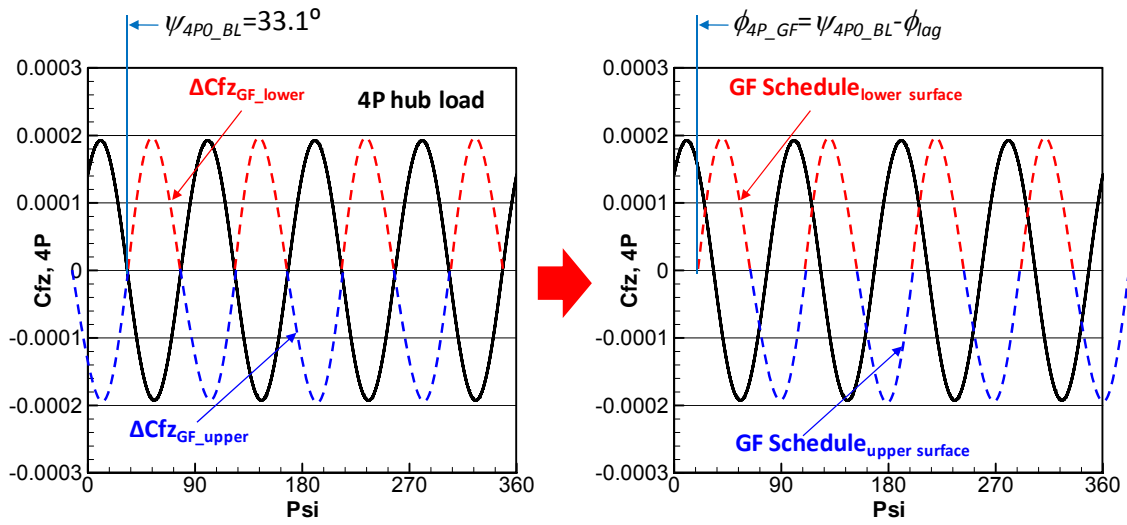 ψ4P0_BL=33.1º
ΔCfzGF_lower
4P hub load
ΔCfzGF_upper
0.0003
0.0002
0.0001
0
-0.0001
-0.0002
-0.0003
Cfz, 4P
0 90 180 270 360
Psi
ϕ4P_GF= ψ4P0_BL-ϕlag
GF Schedulelower surface
GF Scheduleupper surface
0.0003
0.0002
0.0001
0
-0.0001
-0.0002
-0.0003
Cfz, 4P
0 90 180 270 360
Psi